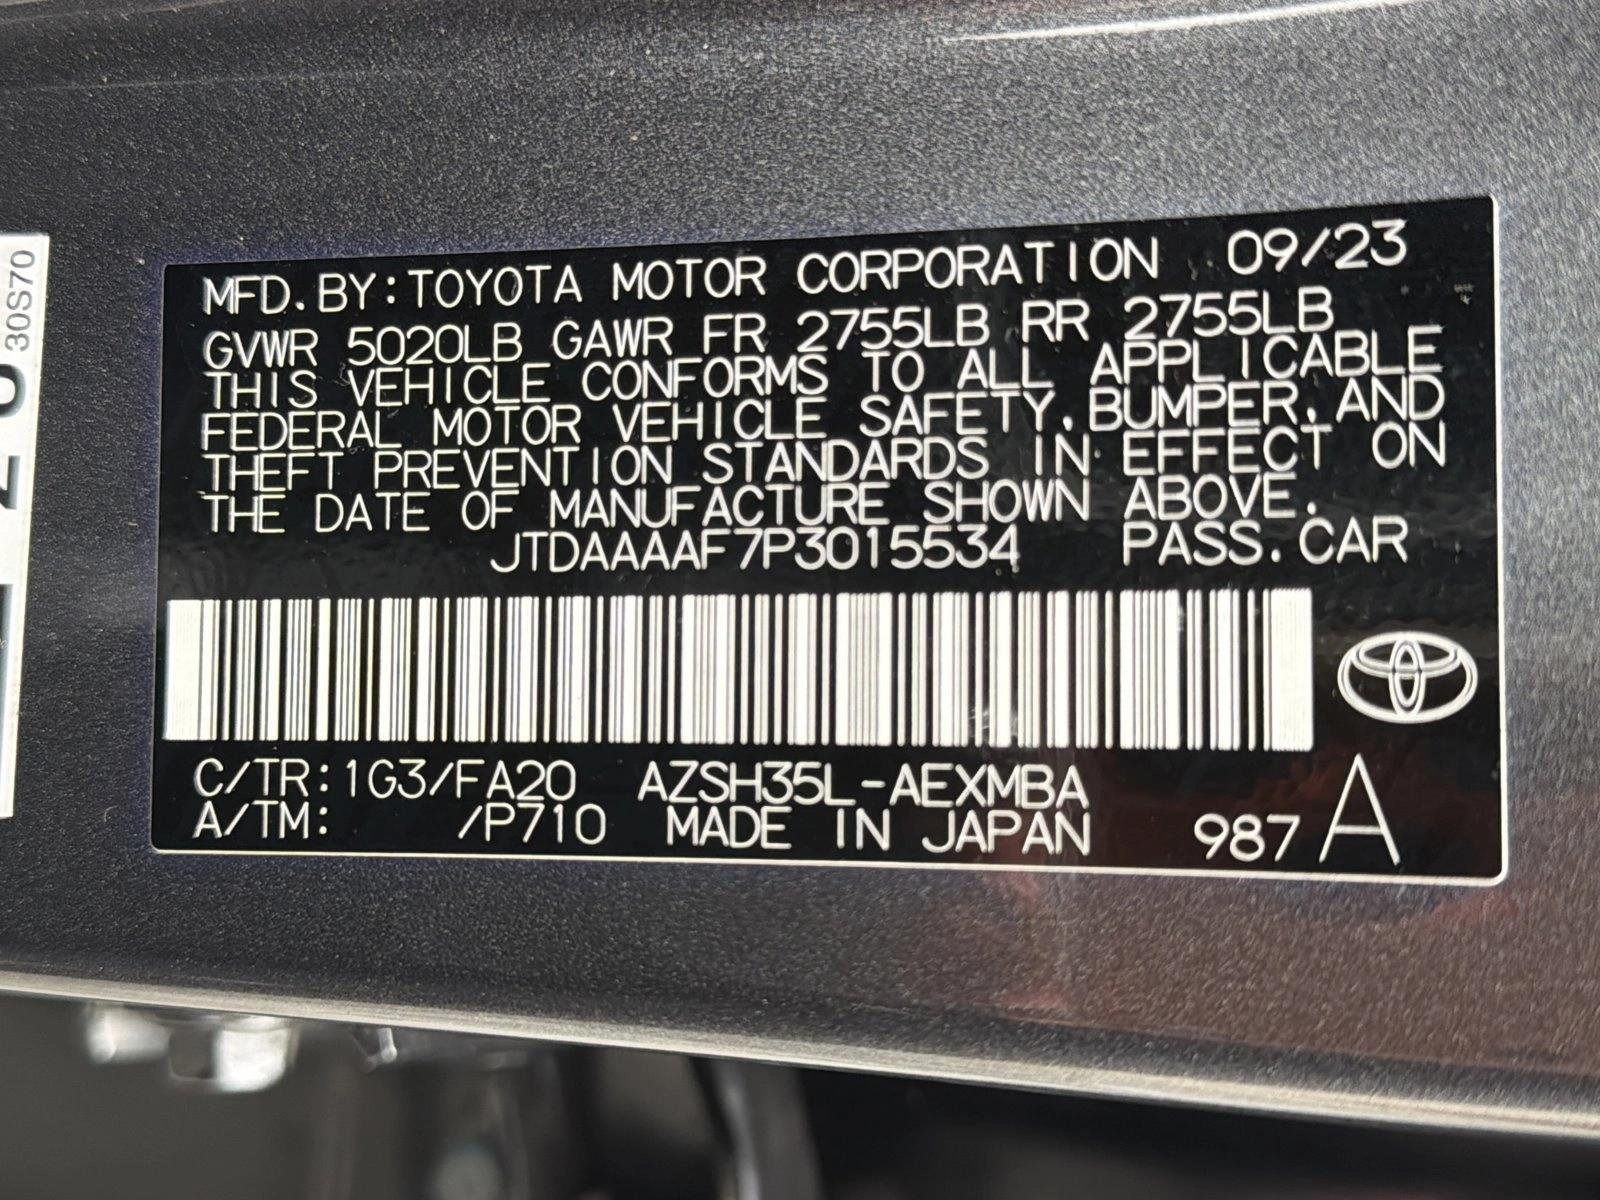 MFD. BY: TOYOTA MOTOR CORPORATION 09/23
GVWR 5020LB GAWR FR 2755LB RR 2755LB
THIS VEHICLE CONFORMS TO ALL APPLICABLE
FEDERAL MOTOR VEHICLE SAFETY, BUMPER, AND
THEFT PREVENTION STANDARDS IN EFFECT ON
THE DATE OF MANUFACTURE SHOWN ABOVE.
JTDAAAAF7P3015534 PASS. CAR
C/TR: 1G3/FA20 AZSH35L-AEXMBA
A/TM: /P710 MADE IN JAPAN 987 A
30S70